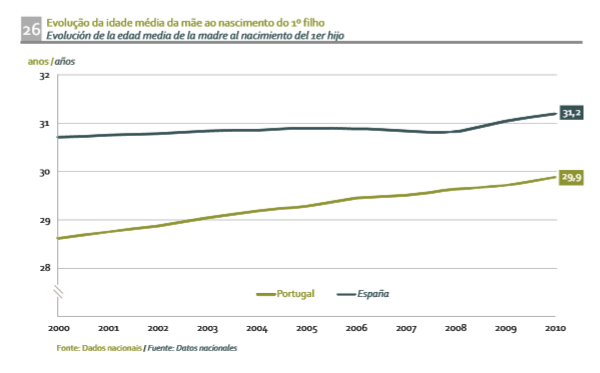 26
Evolução da idade média da mãe ao nascimento do 1º filho
Evolución de la edad media de la madre al nacimiento del 1er hijo
anos / años
32
31
30
29
28
31,2
29,9
Portugal
España
2000 2001 2002 2003 2004 2005 2006 2007 2008 2009 2010
Fonte: Dados nacionais / Fuente: Datos nacionales